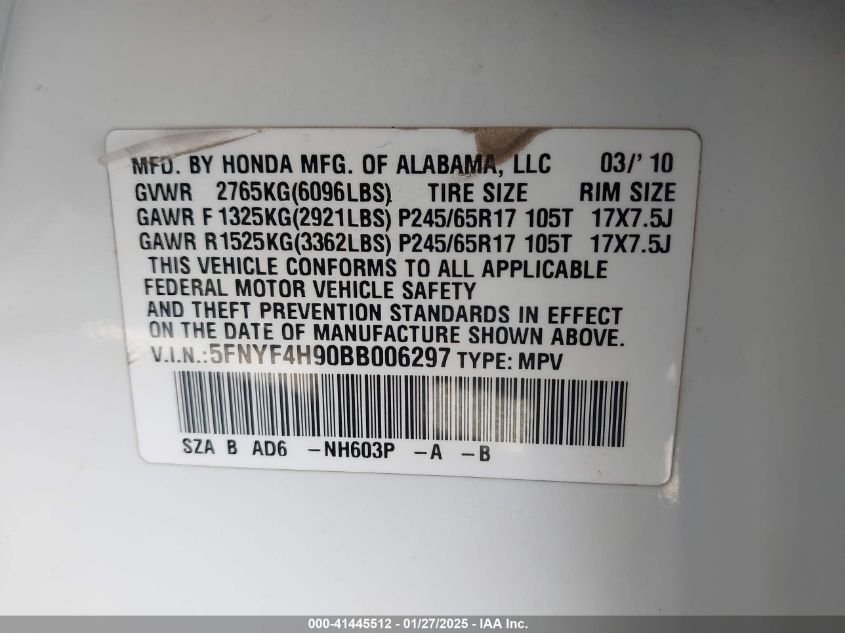 MFD. BY HONDA MFG. OF ALABAMA, LLC 03/'10
GVWR 2765KG(6096LBS) TIRE SIZE RIM SIZE
GAWR F 1325KG(2921LBS) P245/65R17 105T 17X7.5J
GAWR R1525KG(3362LBS) P245/65R17 105T 17X7.5J
THIS VEHICLE CONFORMS TO ALL APPLICABLE
FEDERAL MOTOR VEHICLE SAFETY
AND THEFT PREVENTION STANDARDS IN EFFECT
ON THE DATE OF MANUFACTURE SHOWN ABOVE.
V.I.N.:5FNYF4H90BB006297 TYPE: MPV
SZA B AD6 -NH603P -A -B
000-41445512 - 01/27/2025 - IAA Inc.